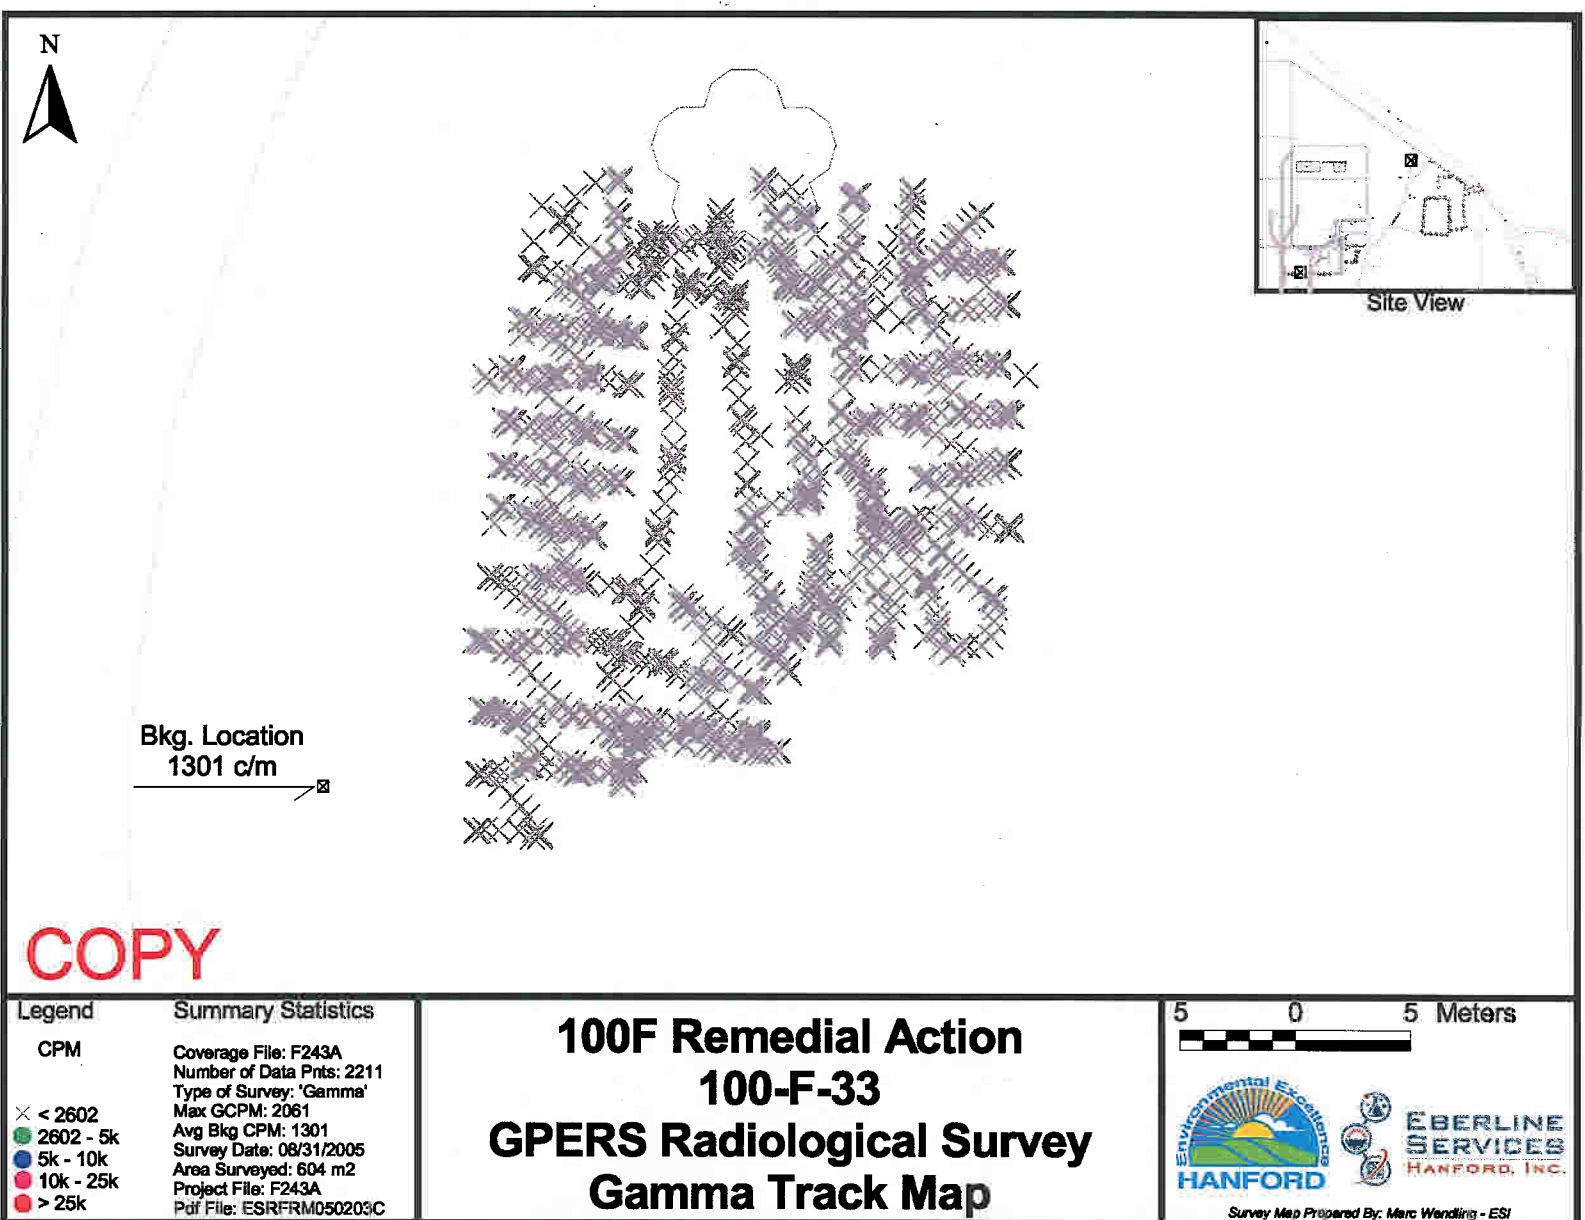 N
Site View
Bkg. Location
1301 c/m
COPY
Legend
CPM
< 2602
2602 - 5k
5k - 10k
10k - 25k
> 25k
Summary Statistics
Coverage File: F243A
Number of Data Pnts: 2211
Type of Survey: 'Gamma'
Max GCPM: 2061
Avg Bkg CPM: 1301
Survey Date: 08/31/2005
Area Surveyed: 604 m2
Project File: F243A
Pdf File: ESRFRM050203C
100F Remedial Action
100-F-33
GPERS Radiological Survey
Gamma Track Map
5 0 5 Meters
Environmental Excellence
HANFORD
EBERLINE
SERVICES
HANFORD, INC.
Survey Map Prepared By: Marc Wendling - ESI